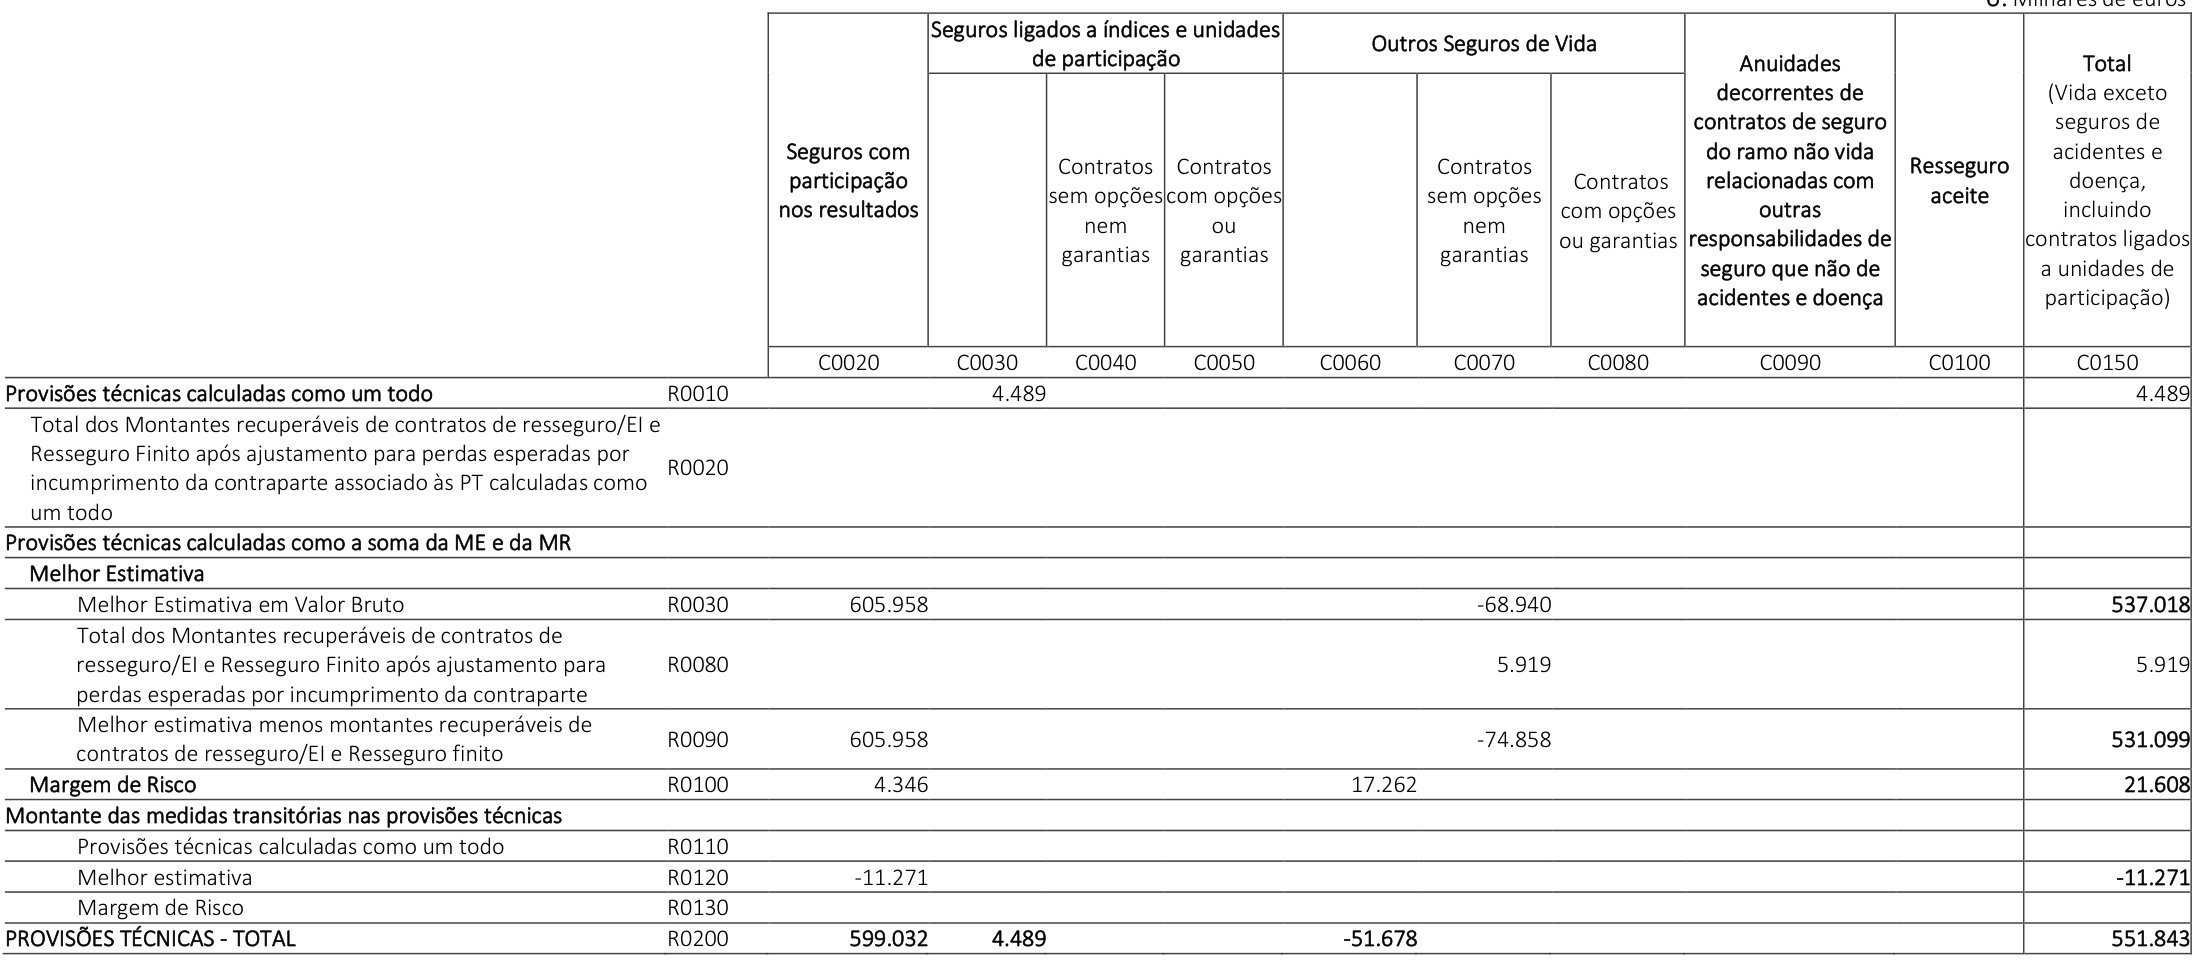 U: Milhares de euros
Seguros ligados a índices e unidades
de participação
Outros Seguros de Vida
Seguros com
participação
nos resultados
Contratos
sem opções
nem
garantias
Contratos
com opções
ou
garantias
Contratos
sem opções
nem
garantias
Contratos
com opções
ou garantias
Anuidades
decorrentes de
contratos de seguro
do ramo não vida
relacionadas com
outras
responsabilidades de
seguro que não de
acidentes e doença
Resseguro
aceite
Total
(Vida exceto
seguros de
acidentes e
doença,
incluindo
contratos ligados
a unidades de
participação)
C0020 C0030 C0040 C0050 C0060 C0070 C0080 C0090 C0100 C0150
Provisões técnicas calculadas como um todo R0010 4.489 4.489
Total dos Montantes recuperáveis de contratos de resseguro/EI e
Resseguro Finito após ajustamento para perdas esperadas por
incumprimento da contraparte associado às PT calculadas como
um todo
R0020
Provisões técnicas calculadas como a soma da ME e da MR
Melhor Estimativa
Melhor Estimativa em Valor Bruto R0030 605.958 -68.940 537.018
Total dos Montantes recuperáveis de contratos de
resseguro/EI e Resseguro Finito após ajustamento para
perdas esperadas por incumprimento da contraparte
R0080 5.919 5.919
Melhor estimativa menos montantes recuperáveis de
contratos de resseguro/EI e Resseguro finito
R0090 605.958 -74.858 531.099
Margem de Risco R0100 4.346 17.262 21.608
Montante das medidas transitórias nas provisões técnicas
Provisões técnicas calculadas como um todo R0110
Melhor estimativa R0120 -11.271 -11.271
Margem de Risco R0130
PROVISÕES TÉCNICAS - TOTAL R0200 599.032 4.489 -51.678 551.843